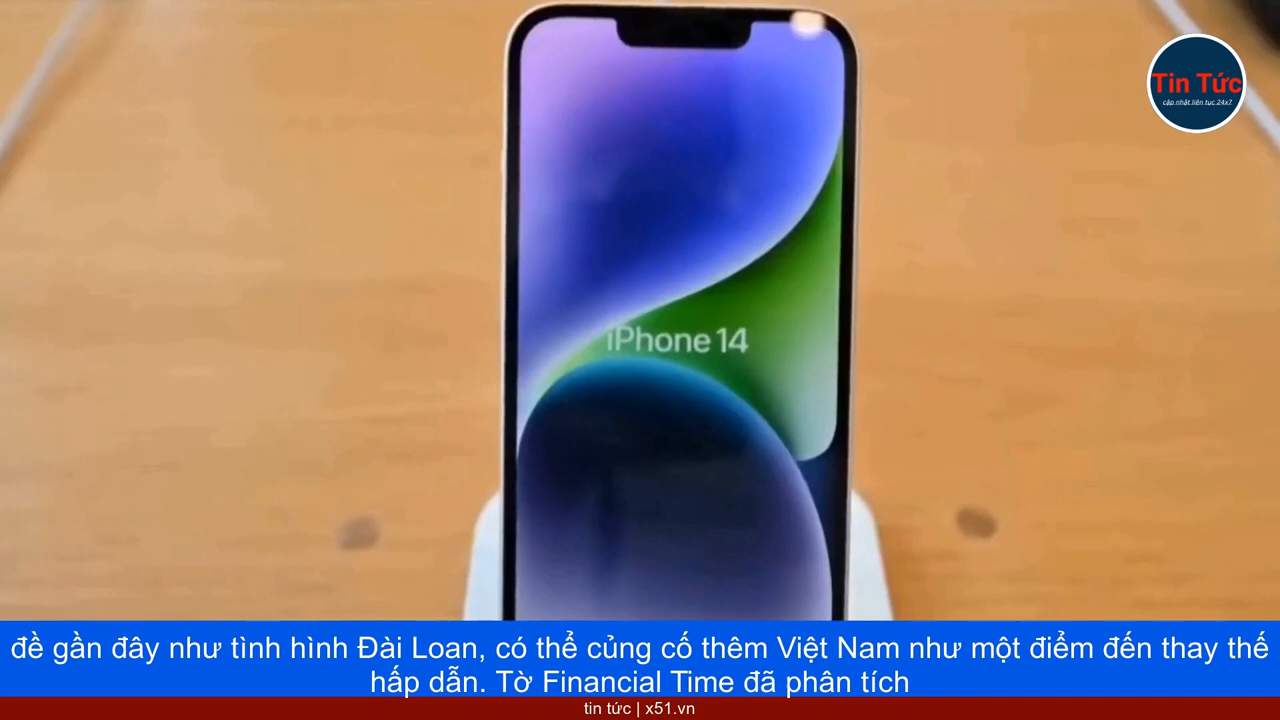 Tin Tức
cập nhật liên tục 24x7
iPhone 14
đề gần đây như tình hình Đài Loan, có thể củng cố thêm Việt Nam như một điểm đến thay thế
hấp dẫn. Tờ Financial Time đã phân tích
tin tức | x51.vn